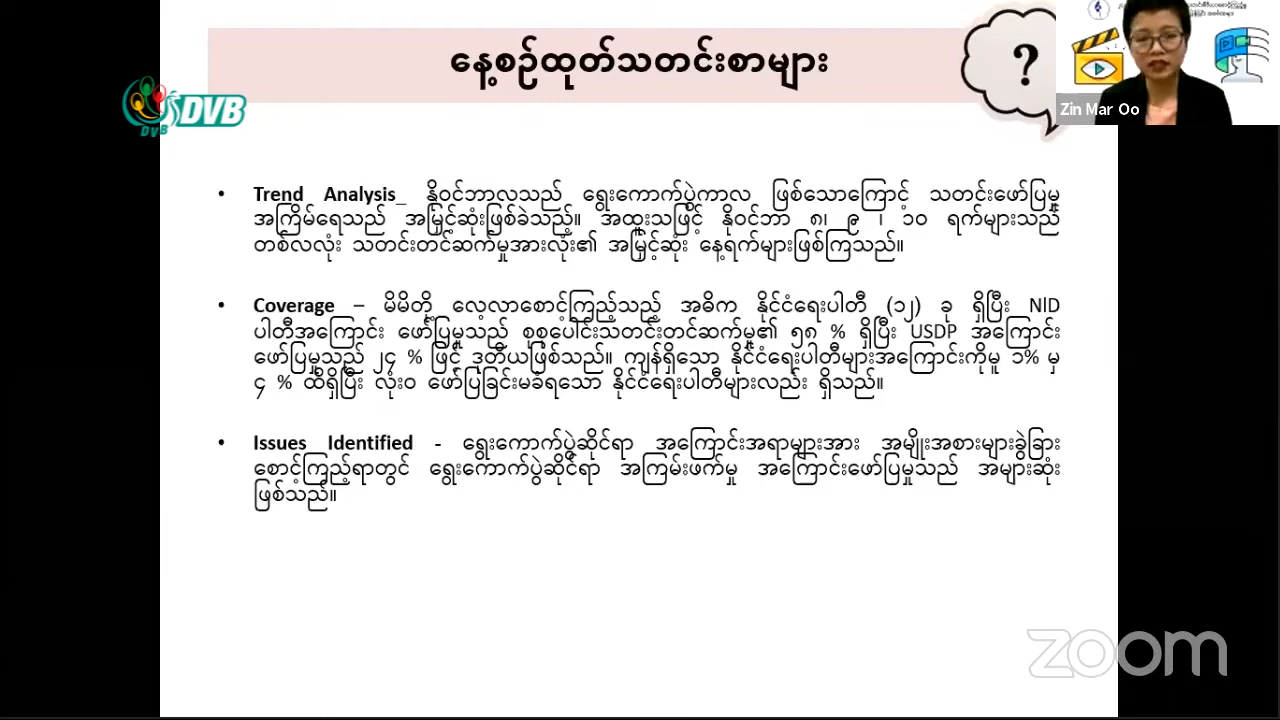 နေ့စဉ်ထုတ်သတင်းစာများ
?
Zin Mar Oo
DVB
DVB
• Trend Analysis_ နိုဝင်ဘာလသည် ရွေးကောက်ပွဲကာလ ဖြစ်သောကြောင့် သတင်းဖော်ပြမှု
အကြိမ်ရေသည် အမြင့်ဆုံးဖြစ်ခဲ့သည်။ အထူးသဖြင့် နိုဝင်ဘာ ၈၊ ၉ ၊ ၁၀ ရက်များသည်
တစ်လလုံး သတင်းတင်ဆက်မှုအားလုံး၏ အမြင့်ဆုံး နေ့ရက်များဖြစ်ကြသည်။
• Coverage – မိမိတို့ လေ့လာစောင့်ကြည့်သည့် အဓိက နိုင်ငံရေးပါတီ (၁၂) ခု ရှိပြီး NlD
ပါတီအကြောင်း ဖော်ပြမှုသည် စုစုပေါင်းသတင်းတင်ဆက်မှု၏ ၅၈ % ရှိပြီး USDP အကြောင်း
ဖော်ပြမှုသည် ၂၄ % ဖြင့် ဒုတိယဖြစ်သည်။ ကျန်ရှိသော နိုင်ငံရေးပါတီများအကြောင်းကိုမူ ၁% မှ
၄ % ထိရှိပြီး လုံးဝ ဖော်ပြခြင်းမခံရသော နိုင်ငံရေးပါတီများလည်း ရှိသည်။
• Issues Identified - ရွေးကောက်ပွဲဆိုင်ရာ အကြောင်းအရာများအား အမျိုးအစားများခွဲခြား
စောင့်ကြည့်ရာတွင် ရွေးကောက်ပွဲဆိုင်ရာ အကြမ်းဖက်မှု အကြောင်းဖော်ပြမှုသည် အများဆုံး
ဖြစ်သည်။
zoom